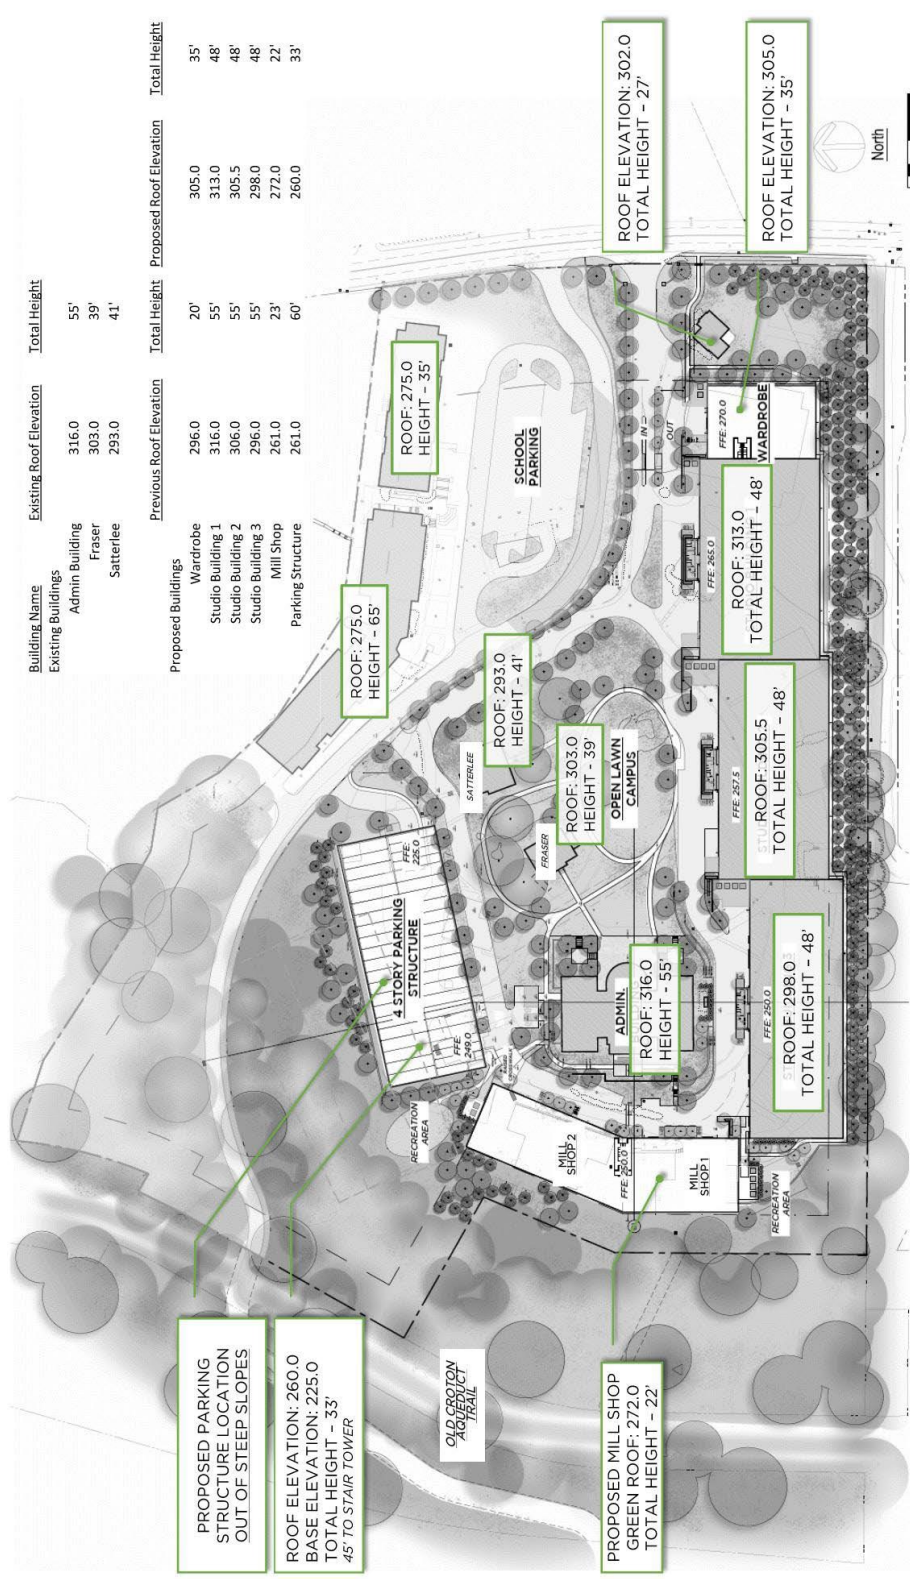 Building Name Existing Roof Elevation Total Height
Existing Buildings
Admin Building 316.0 55'
Fraser 303.0 39'
Satterlee 293.0 41'
Previous Roof Elevation Total Height Proposed Roof Elevation Total Height
Proposed Buildings
Wardrobe 296.0 20' 305.0 35'
Studio Building 1 316.0 55' 313.0 48'
Studio Building 2 306.0 55' 305.5 48'
Studio Building 3 296.0 55' 298.0 48'
Mill Shop 261.0 23' 272.0 22'
Parking Structure 261.0 60' 260.0 33'
PROPOSED PARKING
STRUCTURE LOCATION
OUT OF STEEP SLOPES
ROOF ELEVATION: 260.0
BASE ELEVATION: 225.0
TOTAL HEIGHT – 33'
45' TO STAIR TOWER
ROOF: 275.0
HEIGHT – 65'
ROOF: 275.0
HEIGHT – 35'
4 STORY PARKING
STRUCTURE
FFE:
225.0
FFE:
249.0
RECREATION
AREA
OLD CROTON
AQUEDUCT
TRAIL
SATTERLEE
ROOF: 293.0
HEIGHT – 41'
SCHOOL
PARKING
FRASER
ROOF: 303.0
HEIGHT – 39'
OPEN LAWN
CAMPUS
MILL
SHOP 2
FFE: 250.0
MILL
SHOP 1
ADMIN.
ROOF: 316.0
HEIGHT – 55'
IN
OUT
PROPOSED MILL SHOP
GREEN ROOF: 272.0
TOTAL HEIGHT – 22'
ROOF ELEVATION: 302.0
TOTAL HEIGHT – 27'
RECREATION
AREA
FFE: 250.0
ROOF: 298.0
TOTAL HEIGHT – 48'
FFE: 257.5
ROOF: 305.5
TOTAL HEIGHT – 48'
FFE: 265.0
ROOF: 313.0
TOTAL HEIGHT – 48'
FFE: 270.0
WARDROBE
ROOF ELEVATION: 305.0
TOTAL HEIGHT – 35'
North